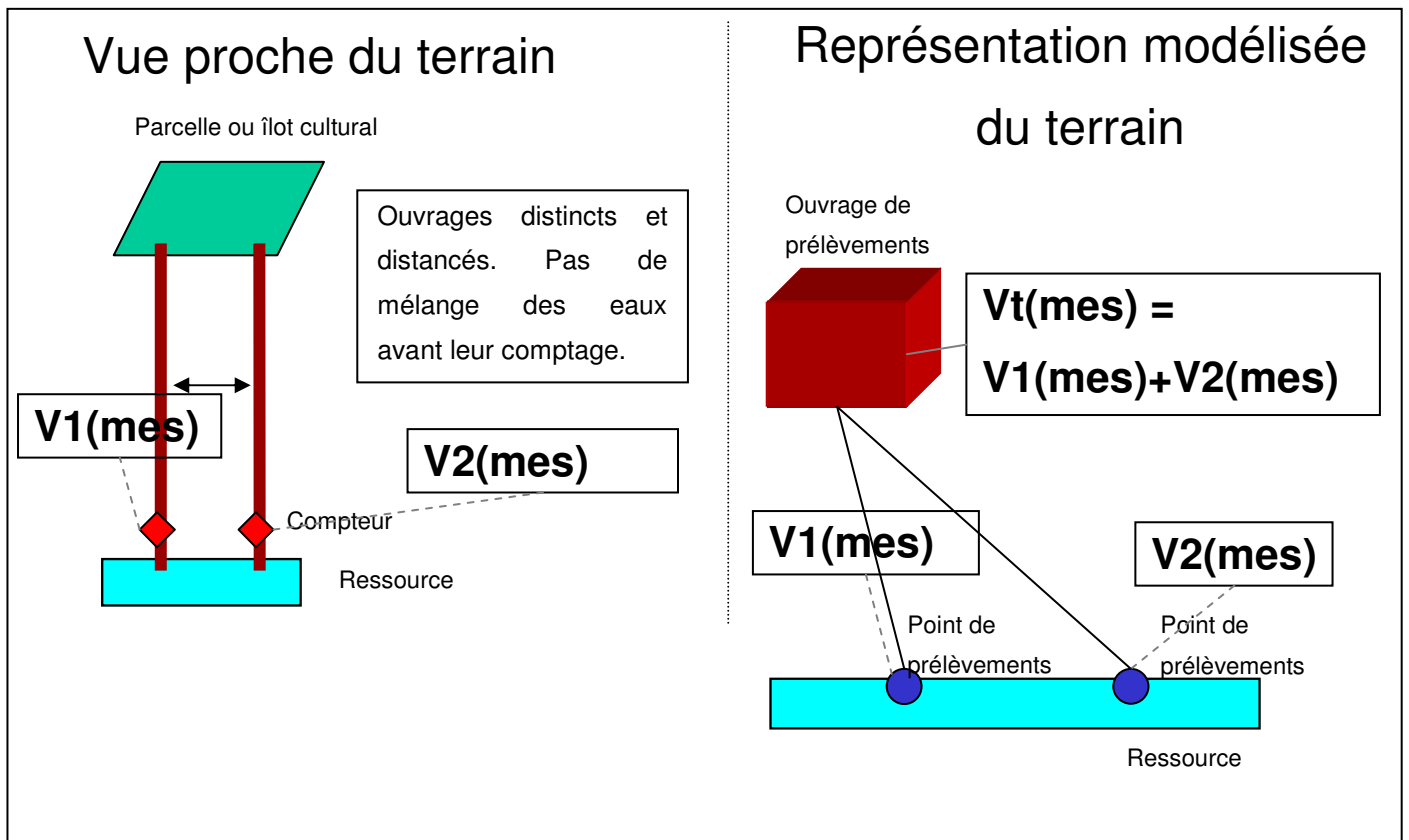 Vue proche du terrain
Parcelle ou îlot cultural
Ouvrages distincts et
distancés. Pas de
mélange des eaux
avant leur comptage.
V1(mes)
V2(mes)
Compteur
Ressource
Représentation modélisée
du terrain
Ouvrage de
prélèvements
Vt(mes) =
V1(mes)+V2(mes)
V1(mes)
V2(mes)
Point de
prélèvements
Point de
prélèvements
Ressource